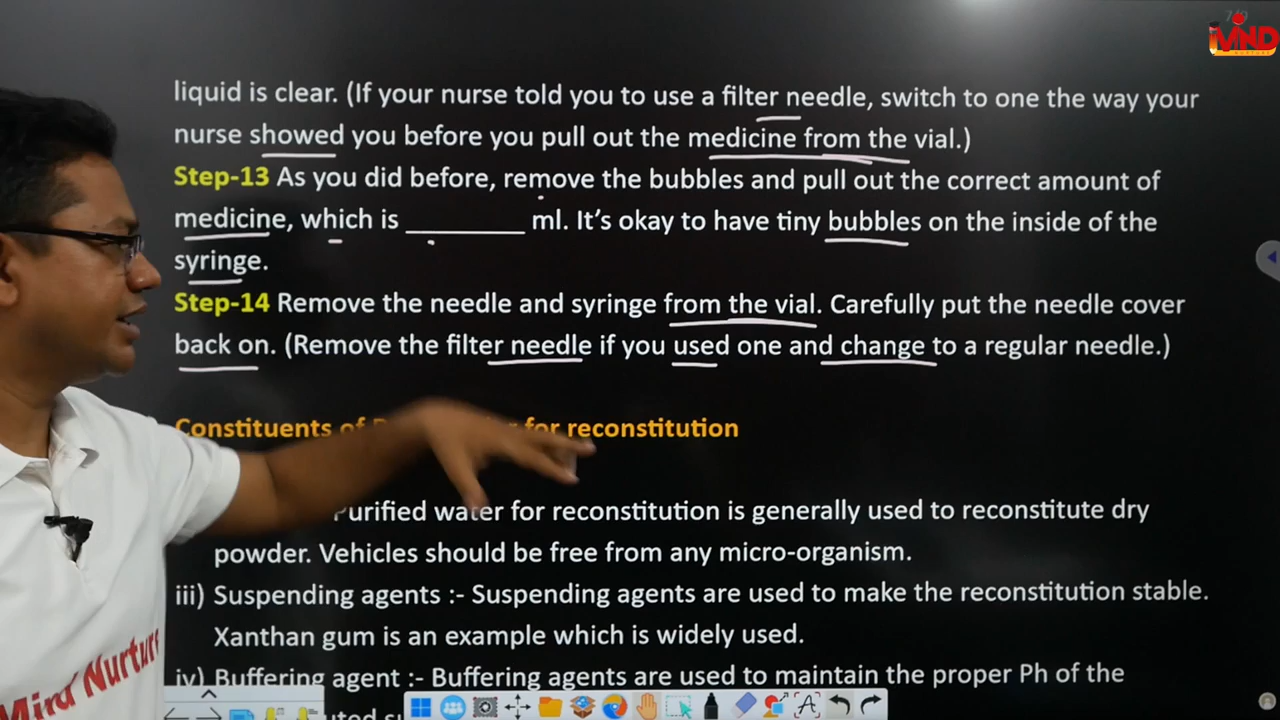 liquid is clear. (If your nurse told you to use a filter needle, switch to one the way your
nurse showed you before you pull out the medicine from the vial.)
Step-13 As you did before, remove the bubbles and pull out the correct amount of
medicine, which is ________ ml. It's okay to have tiny bubbles on the inside of the
syringe.
Step-14 Remove the needle and syringe from the vial. Carefully put the needle cover
back on. (Remove the filter needle if you used one and change to a regular needle.)
Constituents of for reconstitution
Purified water for reconstitution is generally used to reconstitute dry
powder. Vehicles should be free from any micro-organism.
iii) Suspending agents :- Suspending agents are used to make the reconstitution stable.
Xanthan gum is an example which is widely used.
iv) Buffering agent :- Buffering agents are used to maintain the proper Ph of the
MND
Mind Nurture